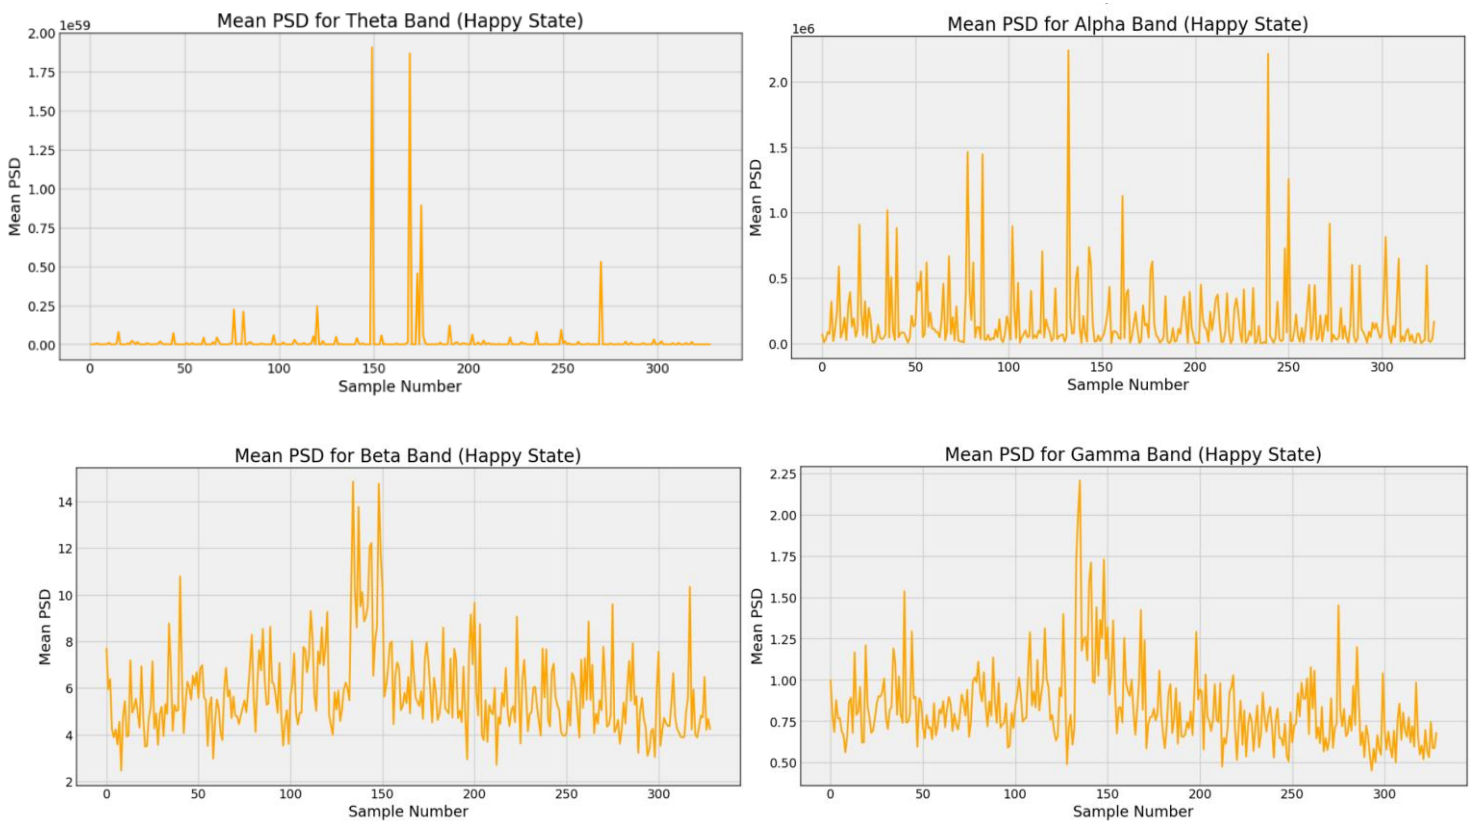 Mean PSD for Theta Band (Happy State)
1e59
2.00
1.75
1.50
1.25
1.00
0.75
0.50
0.25
0.00
Mean PSD
0 50 100 150 200 250 300
Sample Number
Mean PSD for Alpha Band (Happy State)
1e6
2.0
1.5
1.0
0.5
0.0
Mean PSD
0 50 100 150 200 250 300
Sample Number
Mean PSD for Beta Band (Happy State)
14
12
10
8
6
4
2
Mean PSD
0 50 100 150 200 250 300
Sample Number
Mean PSD for Gamma Band (Happy State)
2.25
2.00
1.75
1.50
1.25
1.00
0.75
0.50
Mean PSD
0 50 100 150 200 250 300
Sample Number